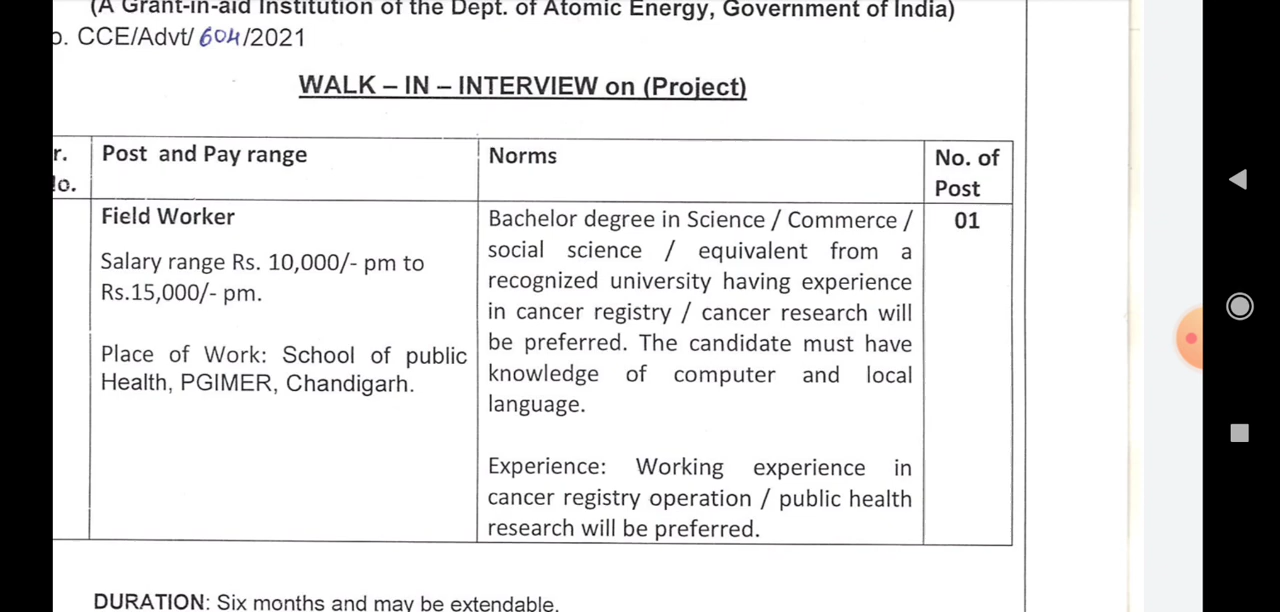 (A Grant-in-aid Institution of the Dept. of Atomic Energy, Government of India)
o. CCE/Advt/ 604 /2021
WALK – IN – INTERVIEW on (Project)
r. Post and Pay range Norms No. of
lo. Post
Field Worker
Salary range Rs. 10,000/- pm to
Rs.15,000/- pm.
Place of Work: School of public
Health, PGIMER, Chandigarh.
Bachelor degree in Science / Commerce /
social science / equivalent from a
recognized university having experience
in cancer registry / cancer research will
be preferred. The candidate must have
knowledge of computer and local
language.
Experience: Working experience in
cancer registry operation / public health
research will be preferred.
01
DURATION: Six months and may be extendable.